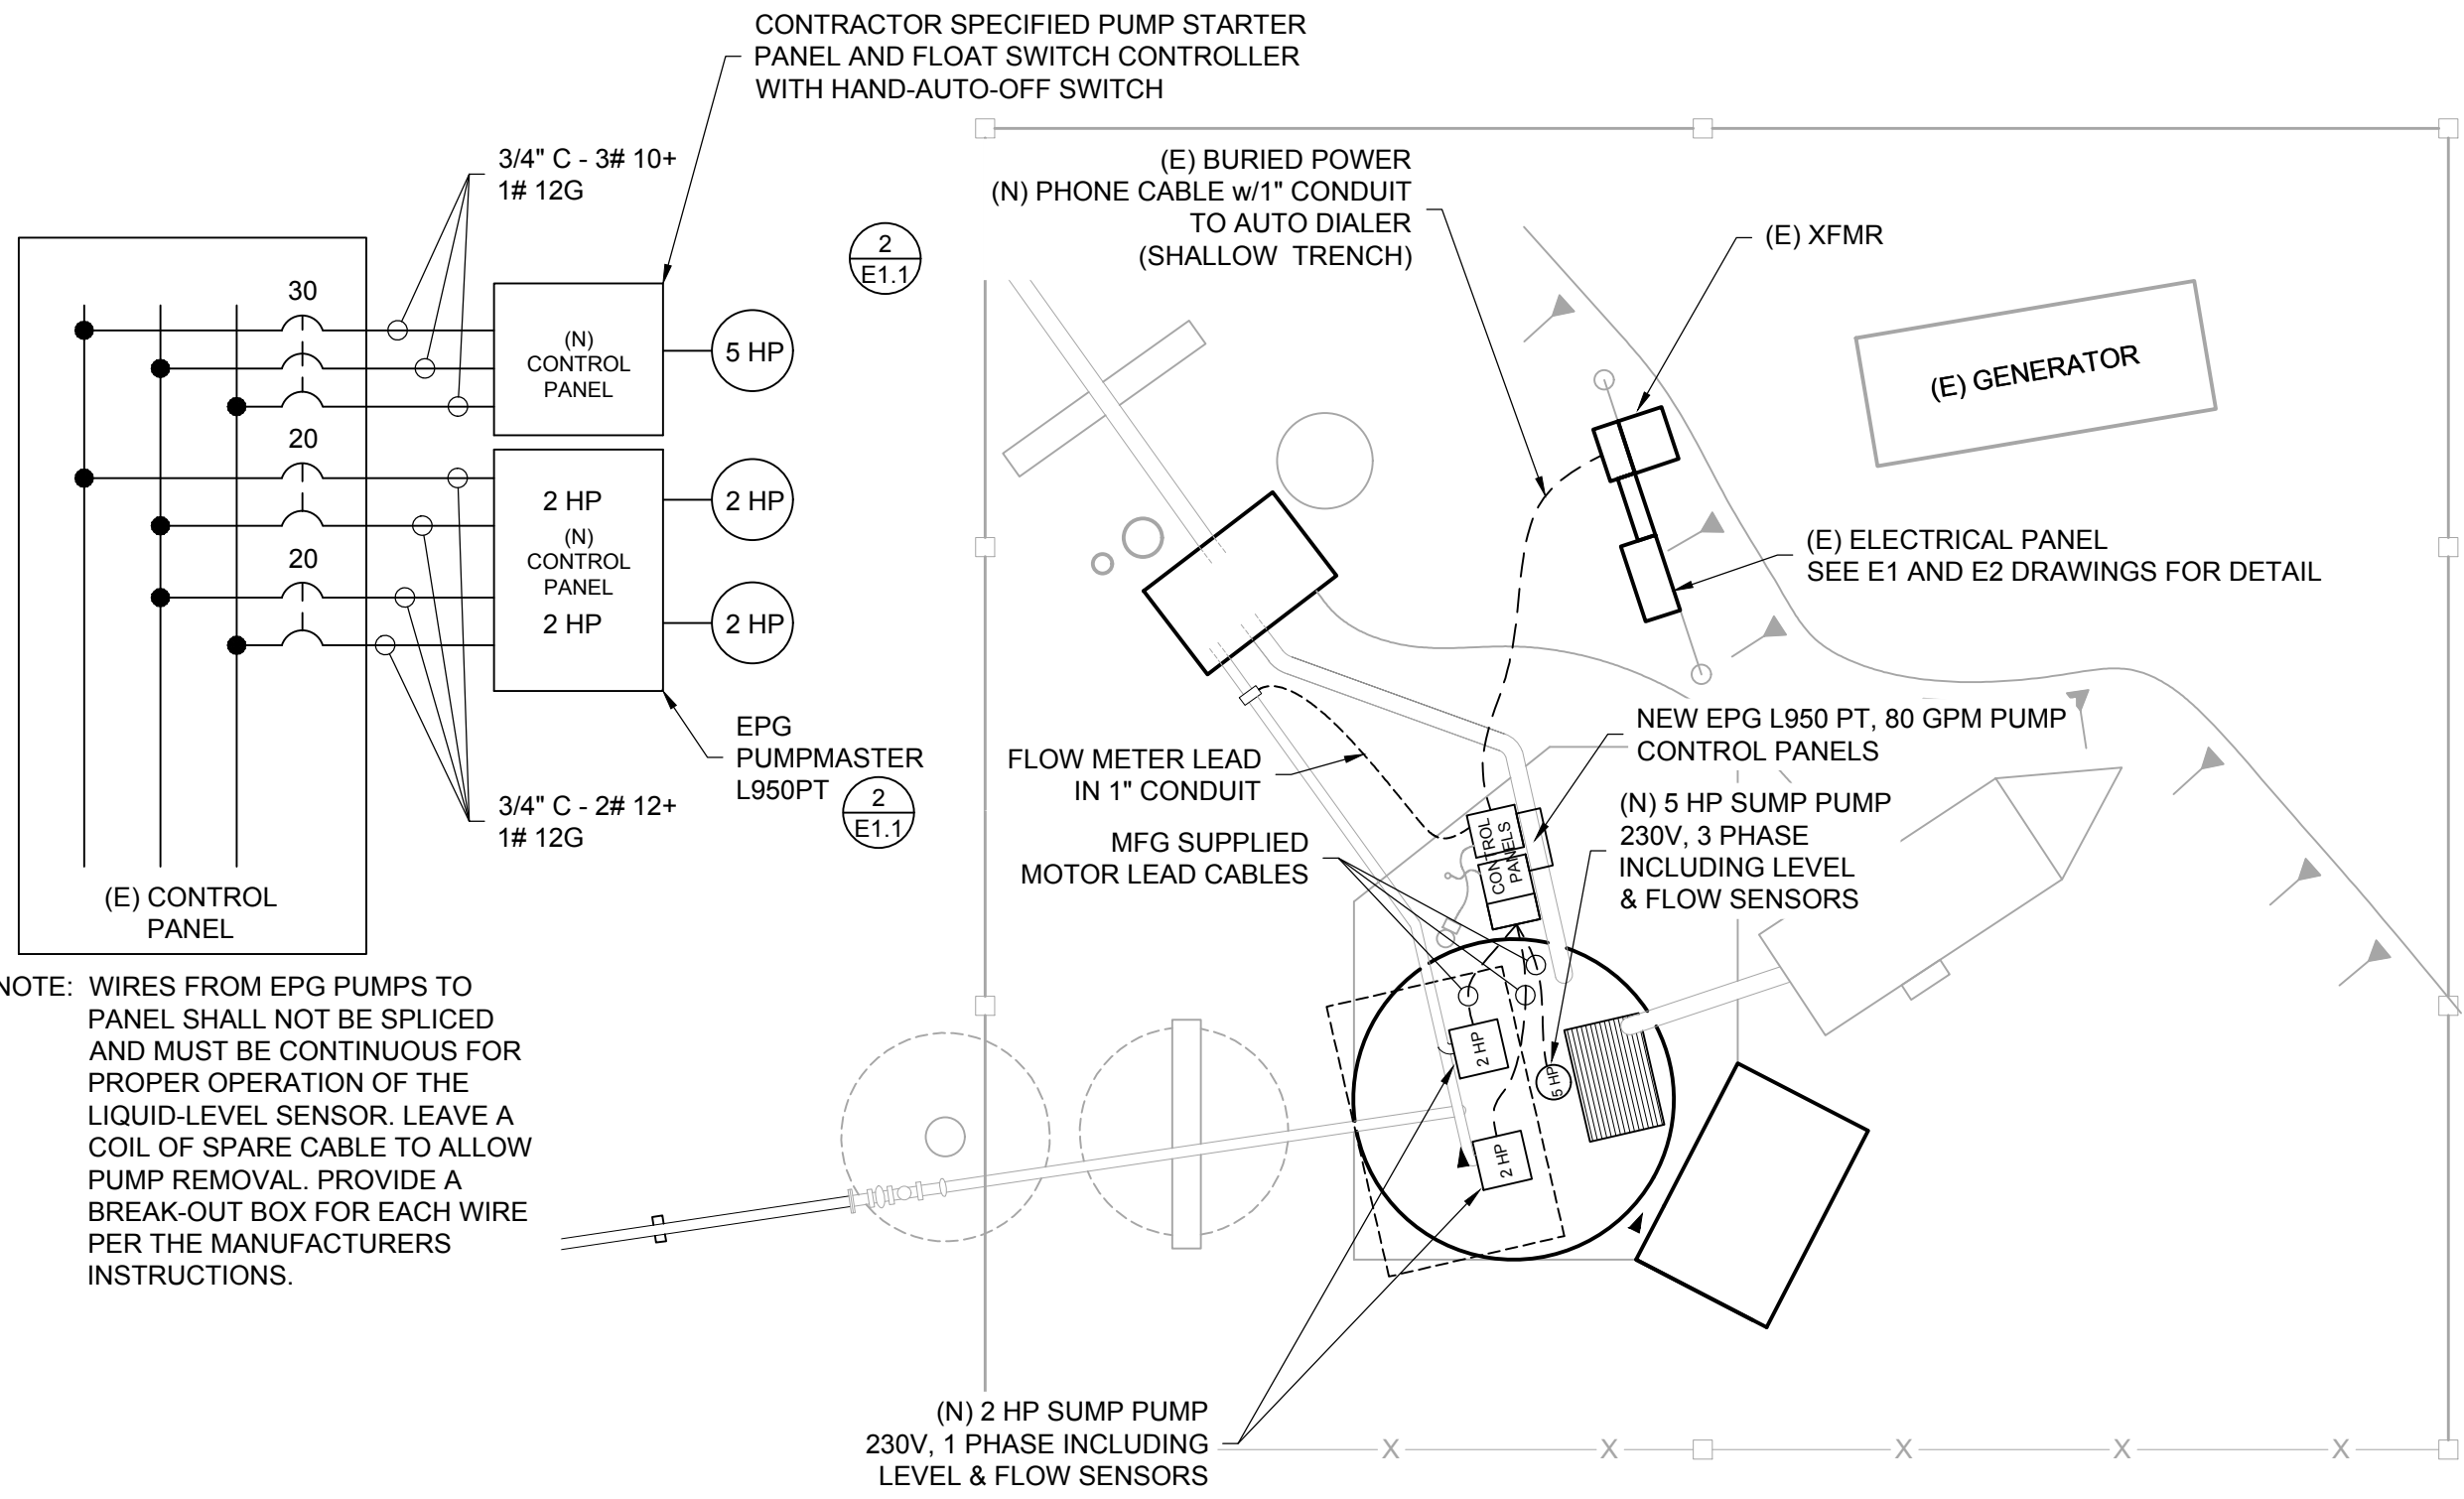 CONTRACTOR SPECIFIED PUMP STARTER
PANEL AND FLOAT SWITCH CONTROLLER
WITH HAND-AUTO-OFF SWITCH
3/4" C - 3# 10+
1# 12G
2
E1.1
30
(N)
CONTROL
PANEL
5 HP
20
2 HP
(N)
CONTROL
PANEL
2 HP
2 HP
20
2 HP
EPG
PUMPMASTER
L950PT
2
E1.1
3/4" C - 2# 12+
1# 12G
(E) CONTROL
PANEL
NOTE: WIRES FROM EPG PUMPS TO
PANEL SHALL NOT BE SPLICED
AND MUST BE CONTINUOUS FOR
PROPER OPERATION OF THE
LIQUID-LEVEL SENSOR. LEAVE A
COIL OF SPARE CABLE TO ALLOW
PUMP REMOVAL. PROVIDE A
BREAK-OUT BOX FOR EACH WIRE
PER THE MANUFACTURERS
INSTRUCTIONS.
(E) BURIED POWER
(N) PHONE CABLE w/1" CONDUIT
TO AUTO DIALER
(SHALLOW TRENCH)
(E) XFMR
(E) GENERATOR
(E) ELECTRICAL PANEL
SEE E1 AND E2 DRAWINGS FOR DETAIL
NEW EPG L950 PT, 80 GPM PUMP
CONTROL PANELS
FLOW METER LEAD
IN 1" CONDUIT
(N) 5 HP SUMP PUMP
230V, 3 PHASE
INCLUDING LEVEL
& FLOW SENSORS
MFG SUPPLIED
MOTOR LEAD CABLES
CONTROL
PANELS
2 HP
5 HP
2 HP
(N) 2 HP SUMP PUMP
230V, 1 PHASE INCLUDING
LEVEL & FLOW SENSORS
X
X
X
X
X